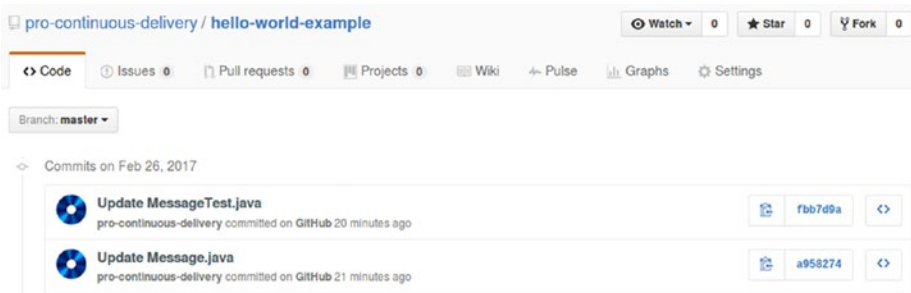 pro-continuous-delivery / hello-world-example Watch 0 Star 0 Fork 0
Code Issues 0 Pull requests 0 Projects 0 Wiki Pulse Graphs Settings
Branch: master
Commits on Feb 26, 2017
Update MessageTest.java
pro-continuous-delivery committed on GitHub 20 minutes ago fbb7d9a
Update Message.java
pro-continuous-delivery committed on GitHub 21 minutes ago a958274